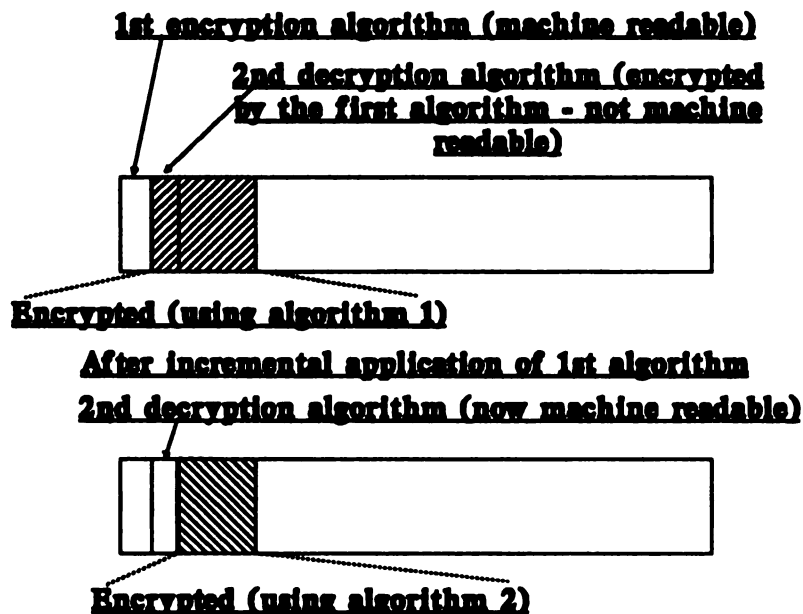 1st encryption algorithm (machine readable)
2nd decryption algorithm (encrypted
by the first algorithm - not machine
readable)
Encrypted (using algorithm 1)
After incremental application of 1st algorithm
2nd decryption algorithm (now machine readable)
Encrypted (using algorithm 2)